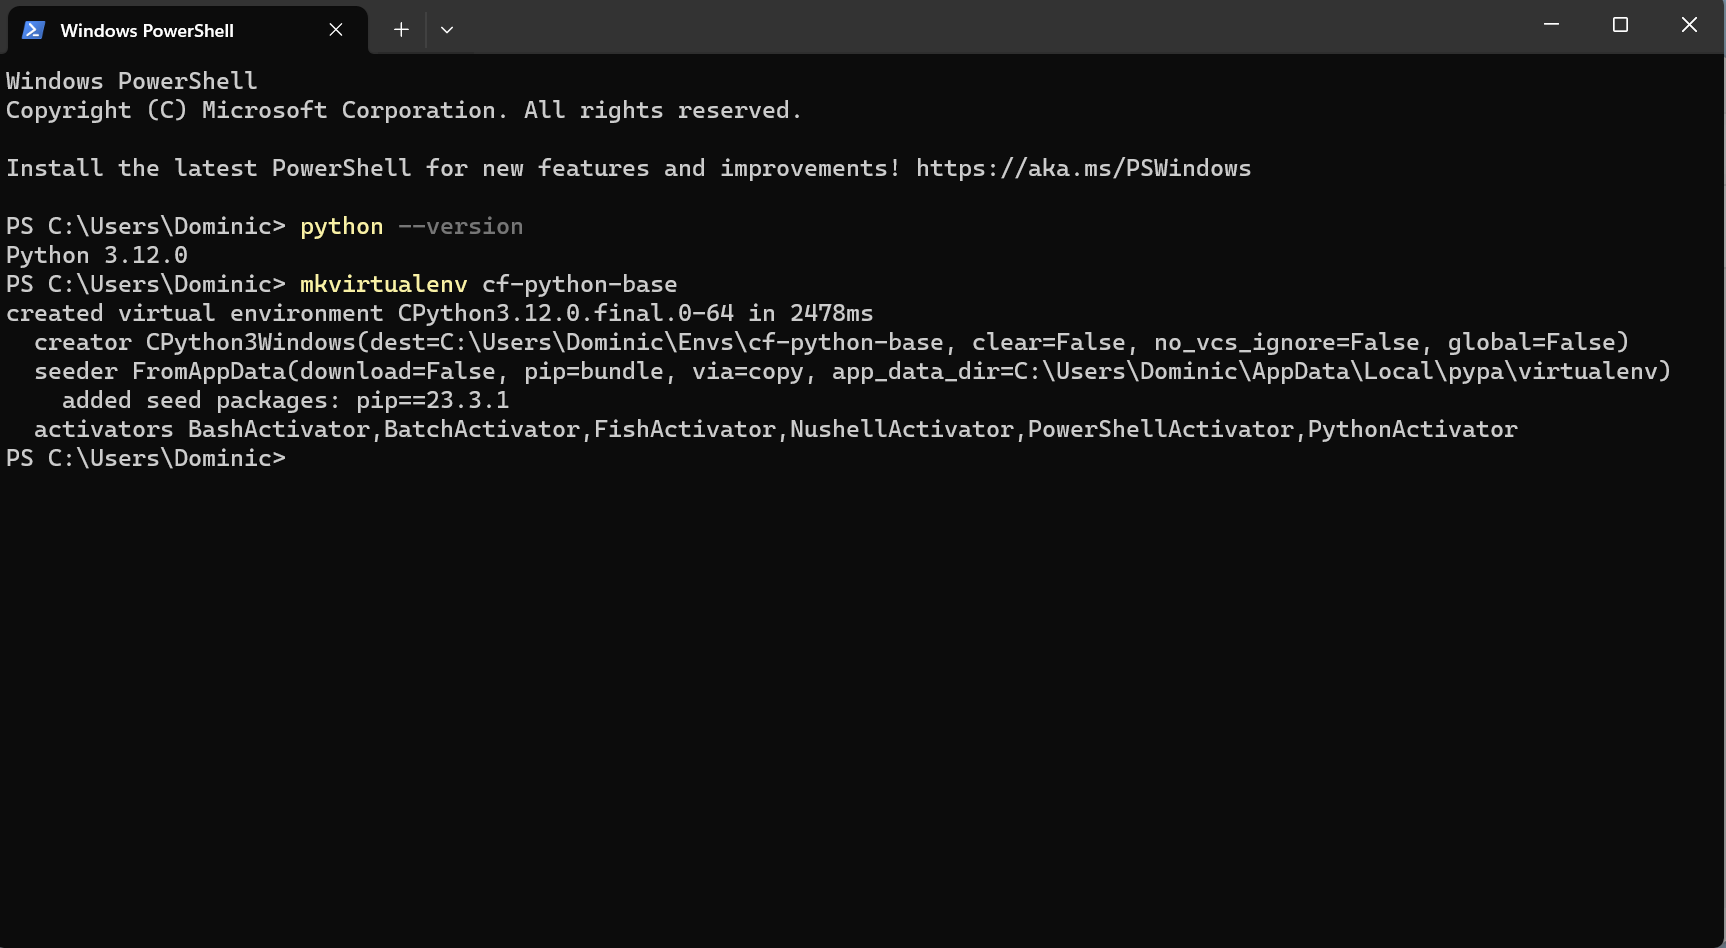 Windows PowerShell
Windows PowerShell
Copyright (C) Microsoft Corporation. All rights reserved.
Install the latest PowerShell for new features and improvements! https://aka.ms/PSWindows
PS C:\Users\Dominic> python --version
Python 3.12.0
PS C:\Users\Dominic> mkvirtualenv cf-python-base
created virtual environment CPython3.12.0.final.0-64 in 2478ms
  creator CPython3Windows(dest=C:\Users\Dominic\Envs\cf-python-base, clear=False, no_vcs_ignore=False, global=False)
  seeder FromAppData(download=False, pip=bundle, via=copy, app_data_dir=C:\Users\Dominic\AppData\Local\pypa\virtualenv)
    added seed packages: pip==23.3.1
  activators BashActivator,BatchActivator,FishActivator,NushellActivator,PowerShellActivator,PythonActivator
PS C:\Users\Dominic>